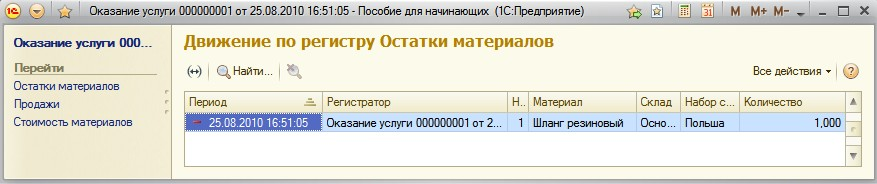 Оказание услуги 000000001 от 25.08.2010 16:51:05 - Пособие для начинающих (1С:Предприятие)
31 M M+ M-
Оказание услуги 000...
Перейти
Остатки материалов
Продажи
Стоимость материалов
Движение по регистру Остатки материалов
Найти...
Все действия
Период Регистратор Н.. Материал Склад Набор с... Количество
25.08.2010 16:51:05 Оказание услуги 000000001 от 2... 1 Шланг резиновый Осно... Польша 1,000